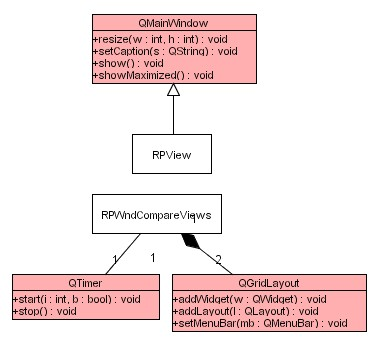 QMainWindow
+resize(w : int, h : int) : void
+setCaption(s : QString) : void
+show() : void
+showMaximized() : void
RPView
RPWndCompareViews
1 1 2
QTimer
+start(i : int, b : bool) : void
+stop() : void
QGridLayout
+addWidget(w : QWidget) : void
+addLayout(l : QLayout) : void
+setMenuBar(mb : QMenuBar) : void